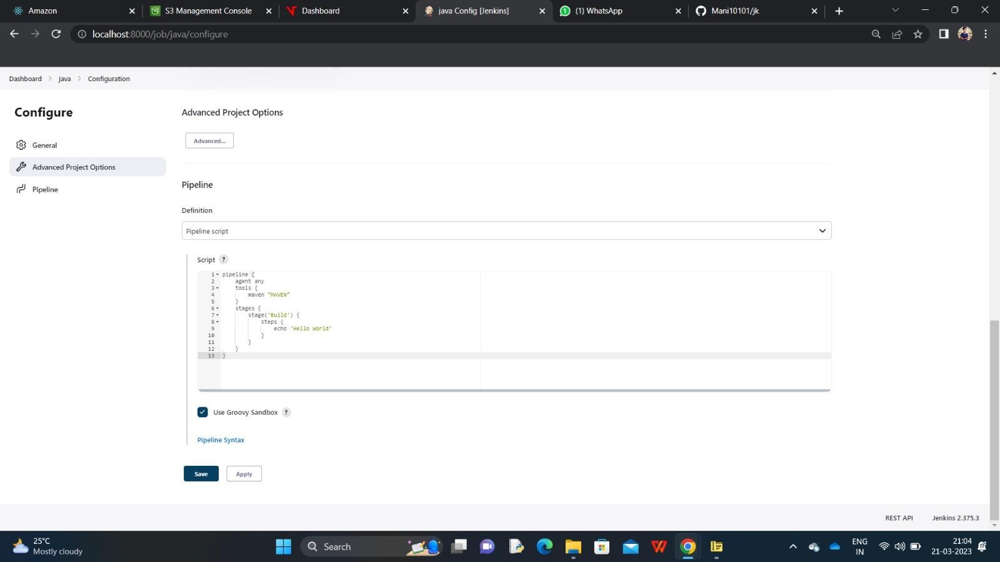 Amazon
S3 Management Console
Dashboard
java Config [Jenkins]
(1) WhatsApp
Mani10101/jk
localhost:8000/job/java/configure
Dashboard > java > Configuration
Configure
General
Advanced Project Options
Pipeline
Advanced Project Options
Advanced...
Pipeline
Definition
Pipeline script
Script ?
1 pipeline {
2 agent any
3 tools {
4 maven "MAVEN"
5 }
6 stages {
7 stage('Build') {
8 steps {
9 echo 'Hello World'
10 }
11 }
12 }
13 }
Use Groovy Sandbox ?
Pipeline Syntax
Save
Apply
REST API
Jenkins 2.375.3
25°C
Mostly cloudy
Search
ENG
IN
21:04
21-03-2023